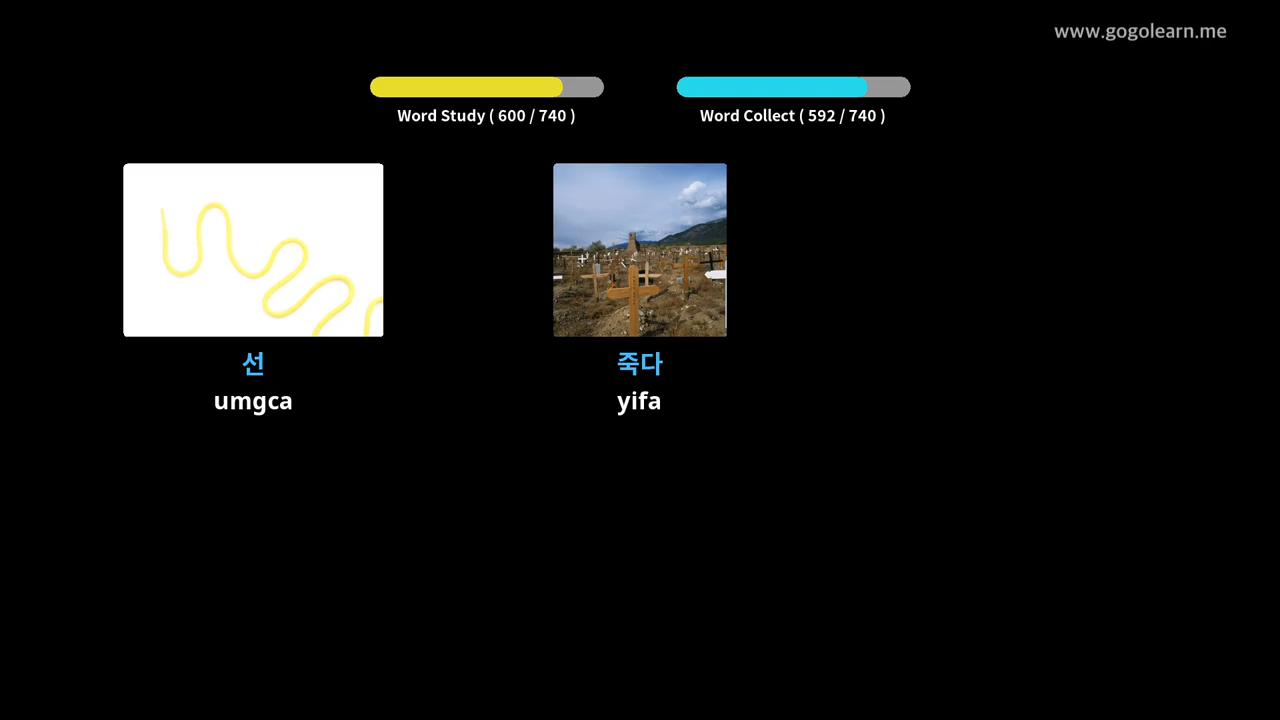 www.gogolearn.me
Word Study ( 600 / 740 )
Word Collect ( 592 / 740 )
선
umgca
죽다
yifa